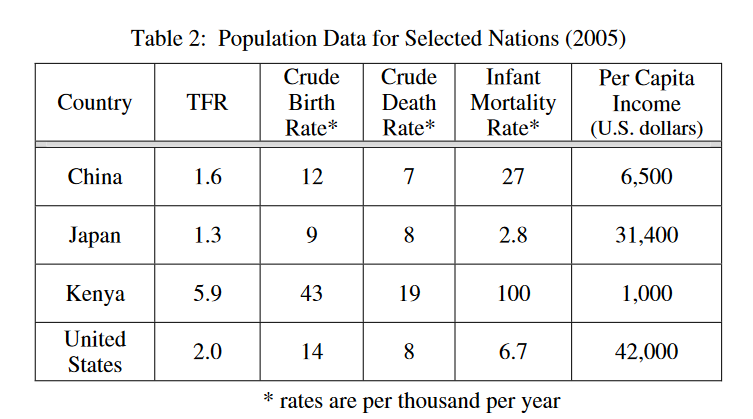 Table 2: Population Data for Selected Nations (2005)
Country TFR Crude Birth Rate* Crude Death Rate* Infant Mortality Rate* Per Capita Income (U.S. dollars)
China 1.6 12 7 27 6,500
Japan 1.3 9 8 2.8 31,400
Kenya 5.9 43 19 100 1,000
United States 2.0 14 8 6.7 42,000
* rates are per thousand per year